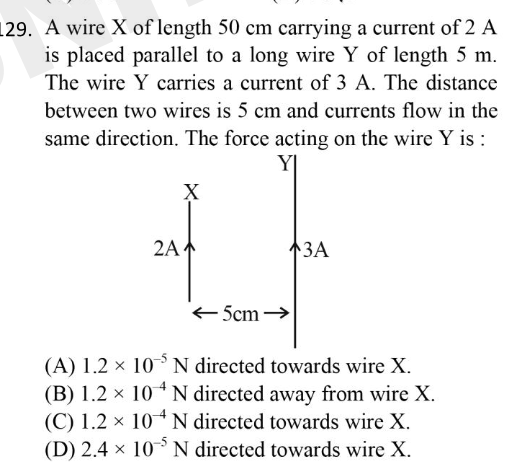 129. A wire X of length 50 cm carrying a current of 2 A
is placed parallel to a long wire Y of length 5 m.
The wire Y carries a current of 3 A. The distance
between two wires is 5 cm and currents flow in the
same direction. The force acting on the wire Y is :
Y
X
2A
3A
5cm
(A) 1.2 × 10⁻⁵ N directed towards wire X.
(B) 1.2 × 10⁻⁴ N directed away from wire X.
(C) 1.2 × 10⁻⁴ N directed towards wire X.
(D) 2.4 × 10⁻⁵ N directed towards wire X.